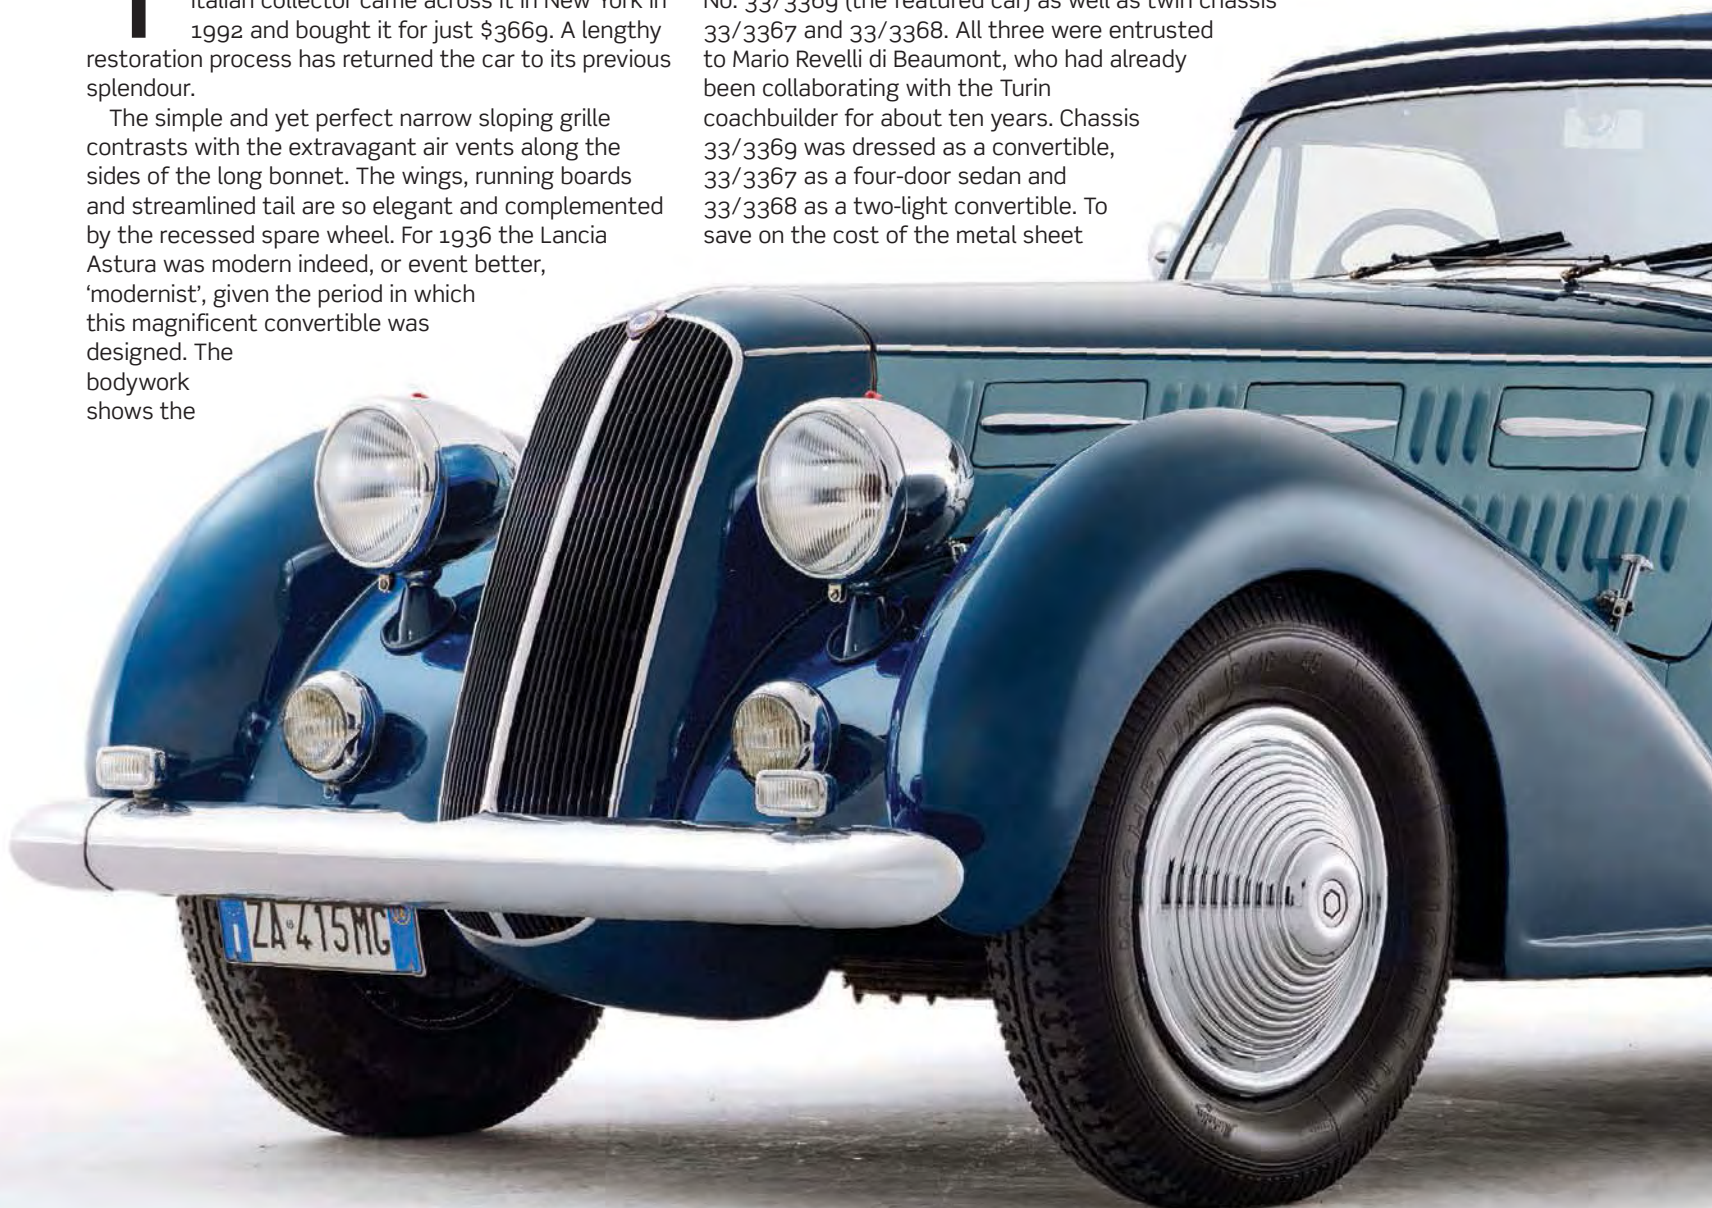 Italian collector came across it in New York in
1992 and bought it for just $3669. A lengthy
restoration process has returned the car to its previous
splendour.
The simple and yet perfect narrow sloping grille
contrasts with the extravagant air vents along the
sides of the long bonnet. The wings, running boards
and streamlined tail are so elegant and complemented
by the recessed spare wheel. For 1936 the Lancia
Astura was modern indeed, or event better,
‘modernist’, given the period in which
this magnificent convertible was
designed. The
bodywork
shows the
No. 33/3369 (the featured car) as well as twin chassis
33/3367 and 33/3368. All three were entrusted
to Mario Revelli di Beaumont, who had already
been collaborating with the Turin
coachbuilder for about ten years. Chassis
33/3369 was dressed as a convertible,
33/3367 as a four-door sedan and
33/3368 as a two-light convertible. To
save on the cost of the metal sheet
I ZA 415MG
MICHELIN
MICHELIN